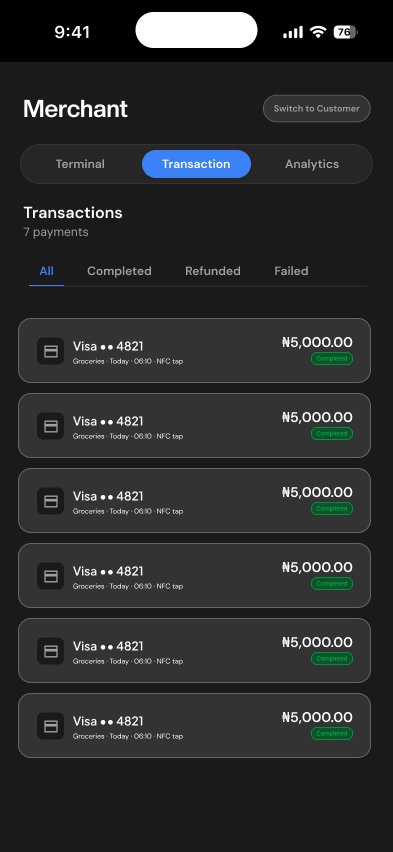 9:41
76
Merchant
Switch to Customer
Terminal
Transaction
Analytics
Transactions
7 payments
All
Completed
Refunded
Failed
Visa •• 4821
₦5,000.00
Groceries · Today · 06:10 · NFC tap
Completed
Visa •• 4821
₦5,000.00
Groceries · Today · 06:10 · NFC tap
Completed
Visa •• 4821
₦5,000.00
Groceries · Today · 06:10 · NFC tap
Completed
Visa •• 4821
₦5,000.00
Groceries · Today · 06:10 · NFC tap
Completed
Visa •• 4821
₦5,000.00
Groceries · Today · 06:10 · NFC tap
Completed
Visa •• 4821
₦5,000.00
Groceries · Today · 06:10 · NFC tap
Completed